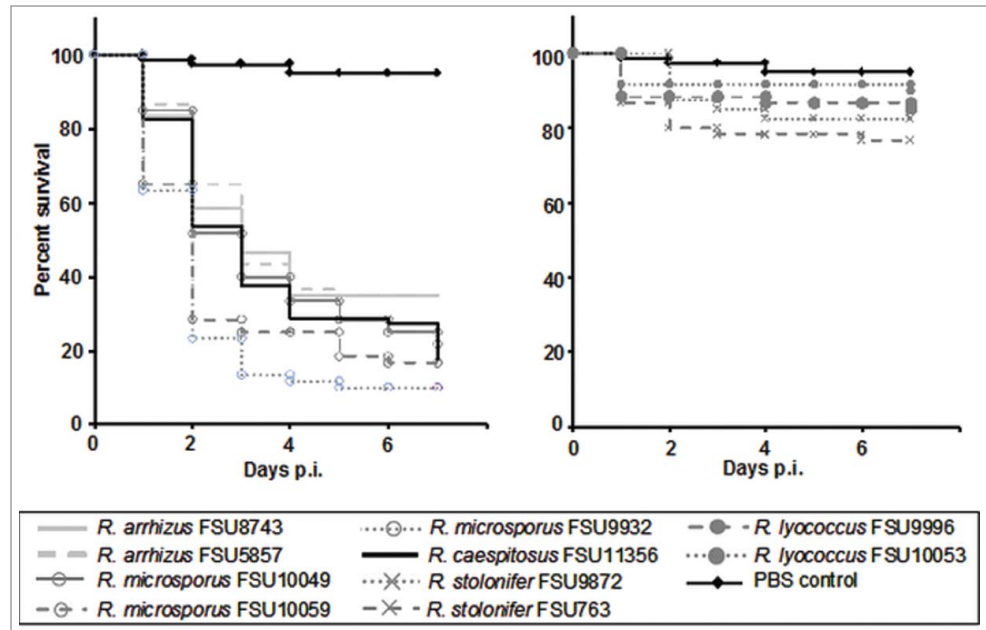 100
80
60
40
20
0
Percent survival
0 2 4 6
Days p.i.
100
80
60
40
20
0
0 2 4 6
Days p.i.
R. arrhizus FSU8743
R. arrhizus FSU5857
R. microsporus FSU10049
R. microsporus FSU10059
R. microsporus FSU9932
R. caespitosus FSU11356
R. stolonifer FSU9872
R. stolonifer FSU763
R. lyococcus FSU9996
R. lyococcus FSU10053
PBS control